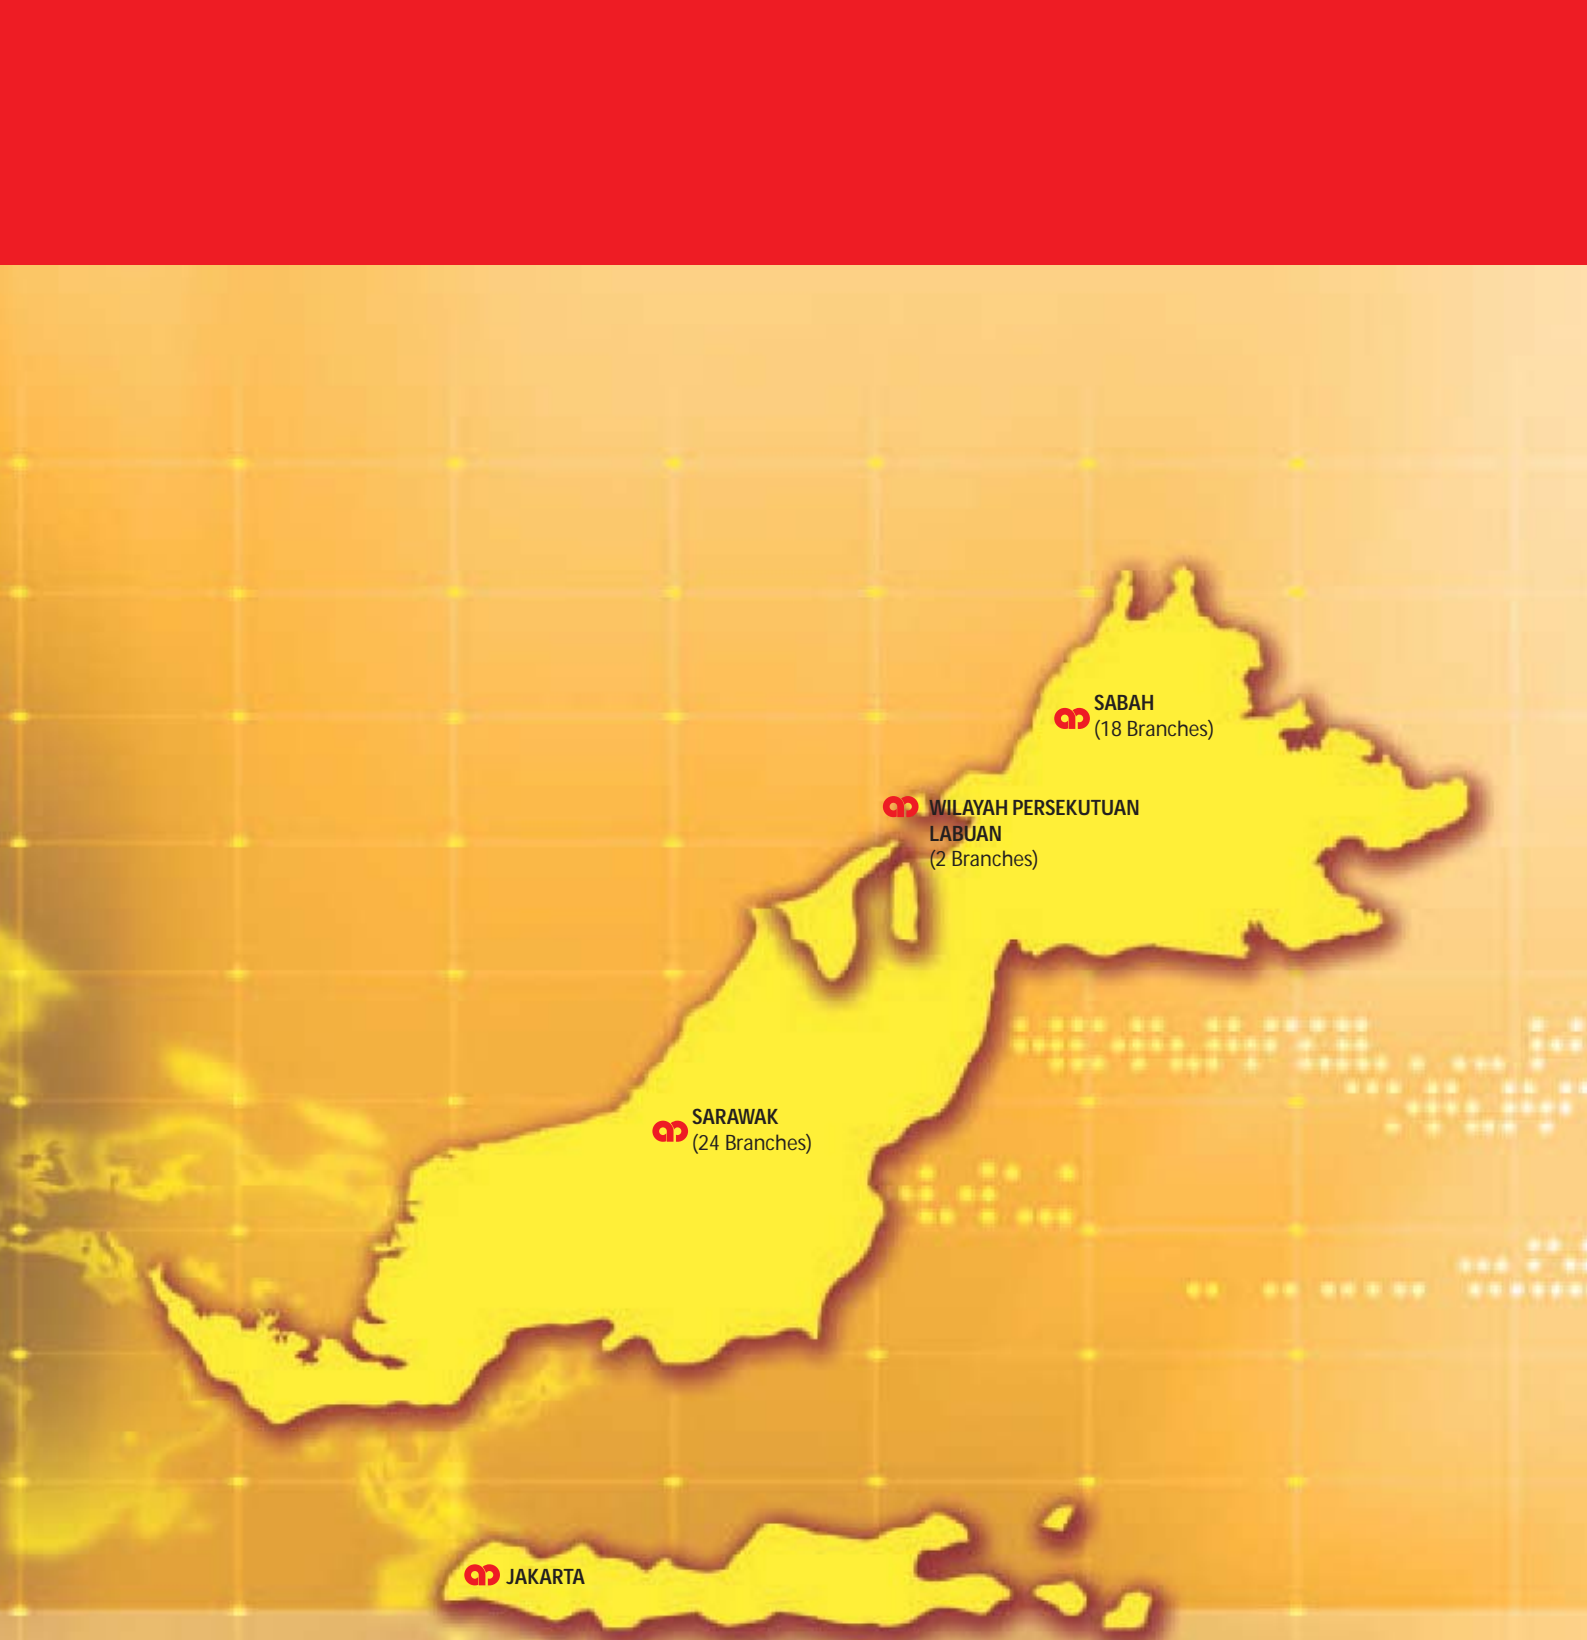 SABAH
(18 Branches)
WILAYAH PERSEKUTUAN
LABUAN
(2 Branches)
SARAWAK
(24 Branches)
JAKARTA